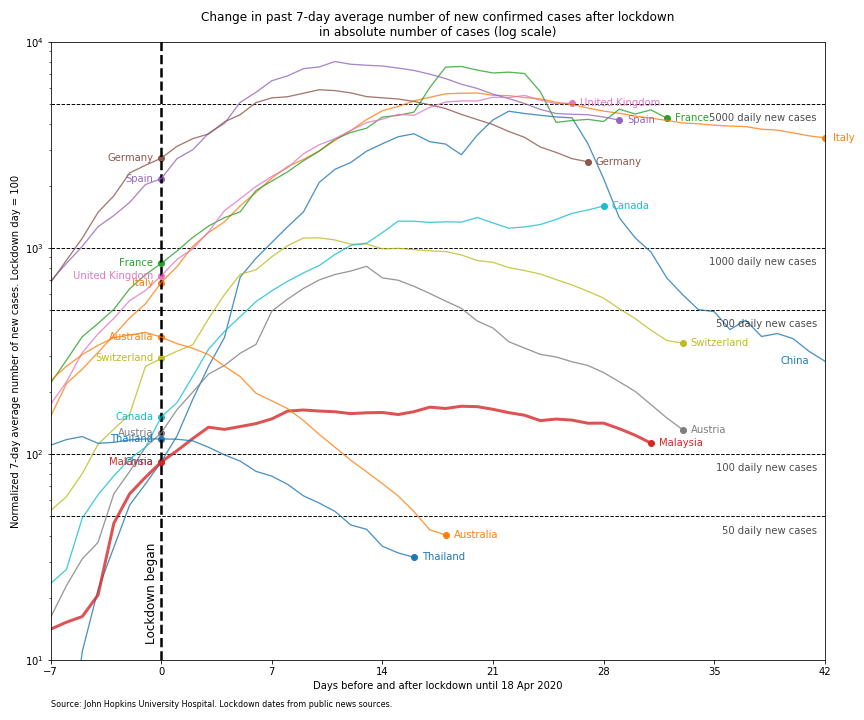 Change in past 7-day average number of new confirmed cases after lockdown
in absolute number of cases (log scale)
Normalized 7-day average number of new cases. Lockdown day = 100
10⁴
10³
10²
10¹
Germany
Spain
France
United Kingdom
Italy
Australia
Switzerland
Canada
Austria
Thailand
Malaysia
Lockdown began
United Kingdom
Spain
France
5000 daily new cases
Italy
Germany
Canada
1000 daily new cases
500 daily new cases
Switzerland
China
Austria
Malaysia
100 daily new cases
50 daily new cases
Australia
Thailand
−7
0
7
14
21
28
35
42
Days before and after lockdown until 18 Apr 2020
Source: John Hopkins University Hospital. Lockdown dates from public news sources.